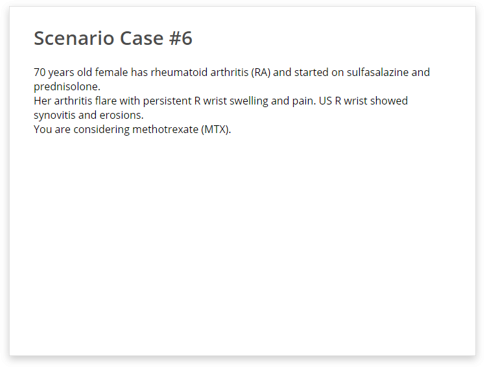 Scenario Case #6
70 years old female has rheumatoid arthritis (RA) and started on sulfasalazine and
prednisolone.
Her arthritis flare with persistent R wrist swelling and pain. US R wrist showed
synovitis and erosions.
You are considering methotrexate (MTX).